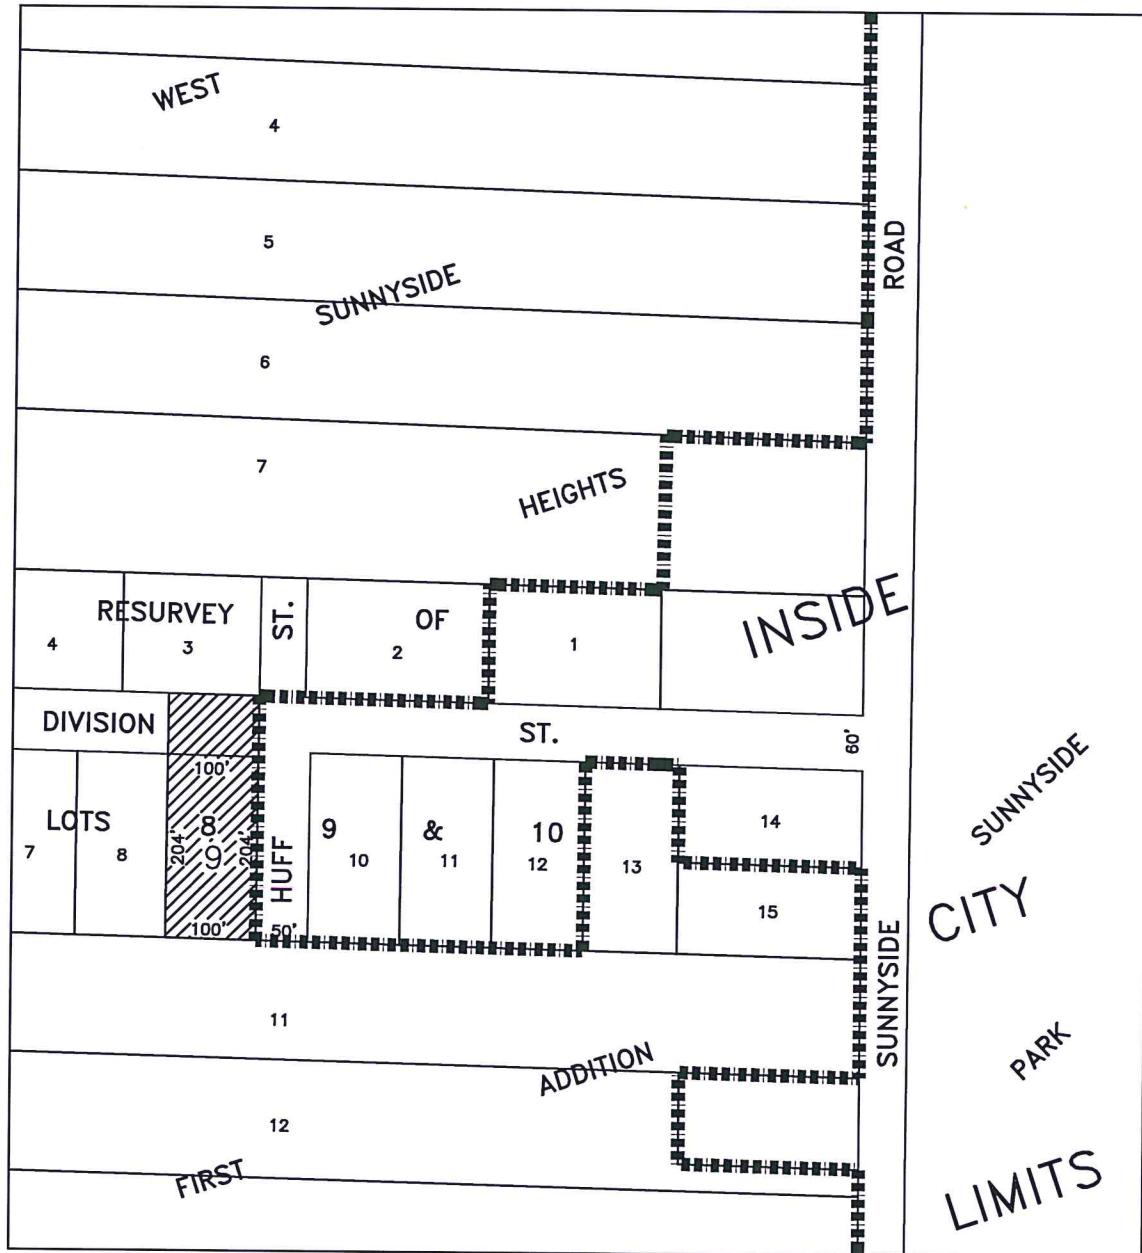 WEST
4
ROAD
5
SUNNYSIDE
6
7
HEIGHTS
RESURVEY
ST.
OF
INSIDE
4
3
2
1
DIVISION
ST.
60'
100'
SUNNYSIDE
LOTS
204'
8
204'
9
&
10
14
7
8
9
HUFF
10
11
12
13
CITY
15
100'
50'
SUNNYSIDE
11
PARK
ADDITION
12
FIRST
LIMITS